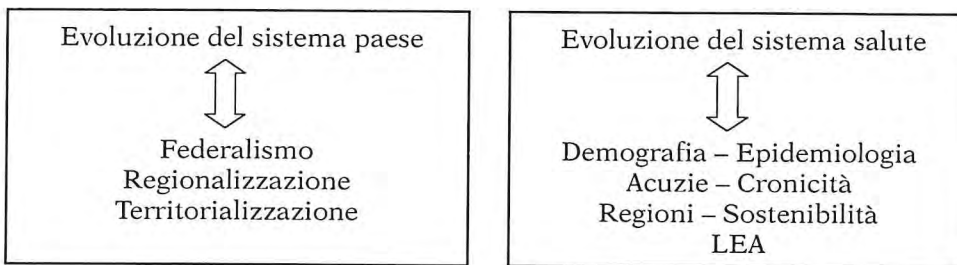 Evoluzione del sistema paese
Federalismo
Regionalizzazione
Territorializzazione
Evoluzione del sistema salute
Demografia – Epidemiologia
Acuzie – Cronicità
Regioni – Sostenibilità
LEA